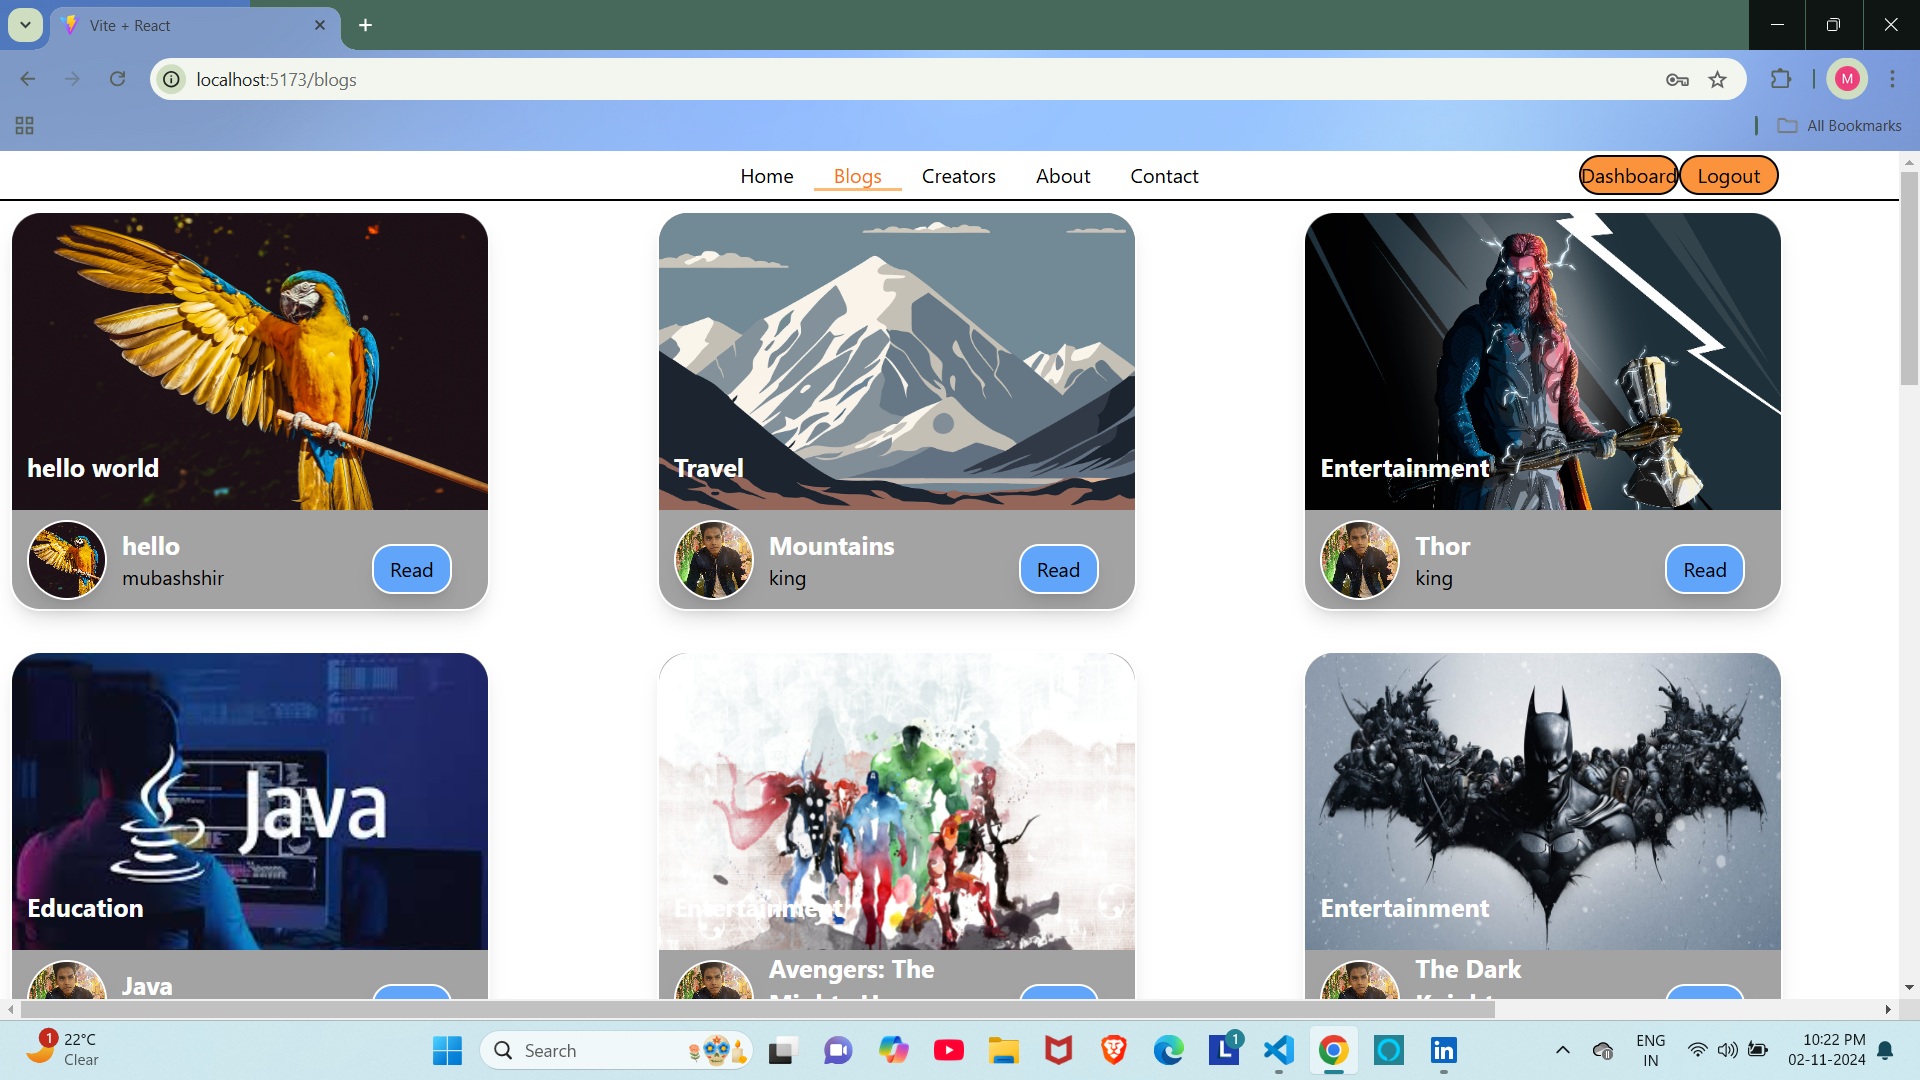 Vite + React
localhost:5173/blogs
M
All Bookmarks
Home Blogs Creators About Contact Dashboard Logout
hello world
hello
mubashshir
Read
Travel
Mountains
king
Read
Entertainment
Thor
king
Read
Java
Education
Java
Entertainment
Avengers: The
Entertainment
The Dark
1
22°C
Clear
Search
L
1
in
ENG
IN
10:22 PM
02-11-2024